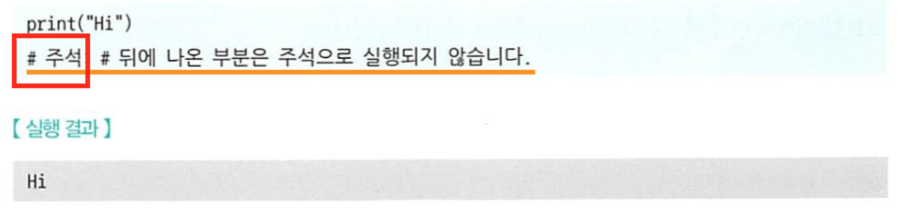 print("Hi")
# 주석 # 뒤에 나온 부분은 주석으로 실행되지 않습니다.
【 실행 결과 】
Hi